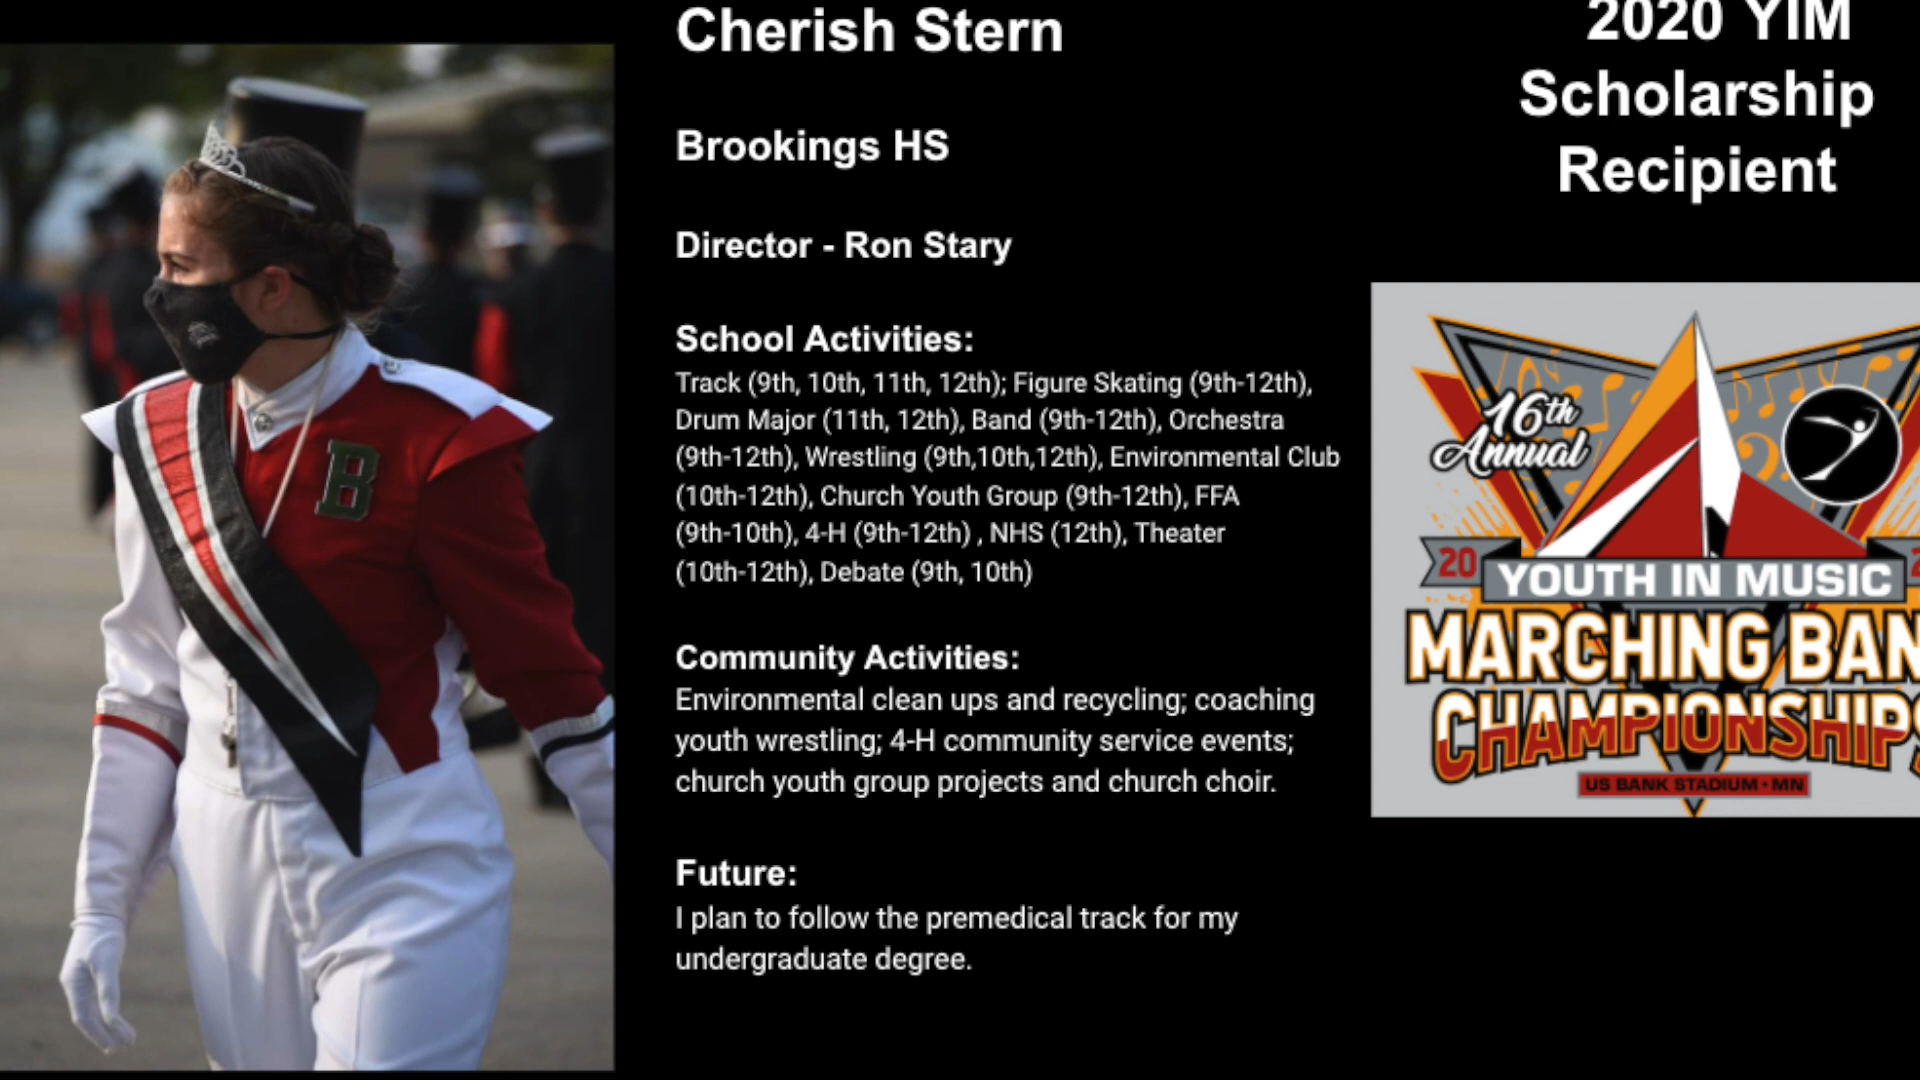 Cherish Stern
Brookings HS
Director - Ron Stary
School Activities:
Track (9th, 10th, 11th, 12th); Figure Skating (9th-12th),
Drum Major (11th, 12th), Band (9th-12th), Orchestra
(9th-12th), Wrestling (9th,10th,12th), Environmental Club
(10th-12th), Church Youth Group (9th-12th), FFA
(9th-10th), 4-H (9th-12th) , NHS (12th), Theater
(10th-12th), Debate (9th, 10th)
Community Activities:
Environmental clean ups and recycling; coaching
youth wrestling; 4-H community service events;
church youth group projects and church choir.
Future:
I plan to follow the premedical track for my
undergraduate degree.
2020 YIM
Scholarship
Recipient
16th
Annual
20 2
YOUTH IN MUSIC
MARCHING BAN
CHAMPIONSHIPS
US BANK STADIUM • MN
B